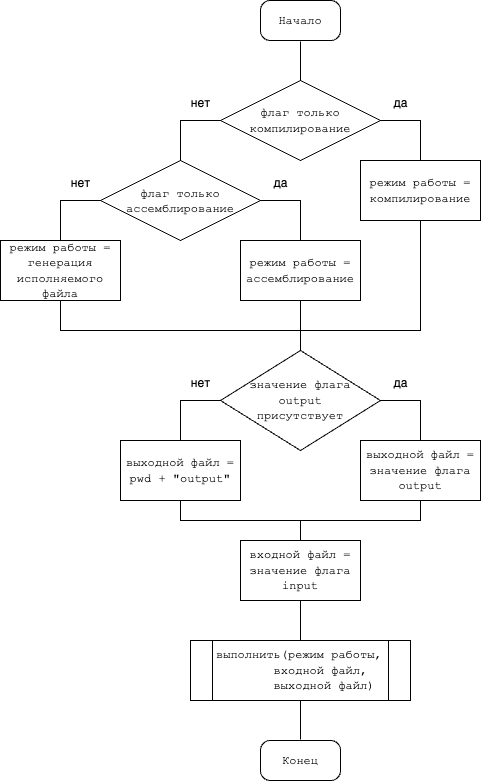 Начало
нет
да
флаг только
компилирование
нет
да
флаг только
ассемблирование
режим работы =
компилирование
режим работы =
генерация
исполняемого
файла
режим работы =
ассемблирование
нет
да
значение флага
output
присутствует
выходной файл =
pwd + "output"
выходной файл =
значение флага
output
входной файл =
значение флага
input
выполнить(режим работы,
входной файл,
выходной файл)
Конец